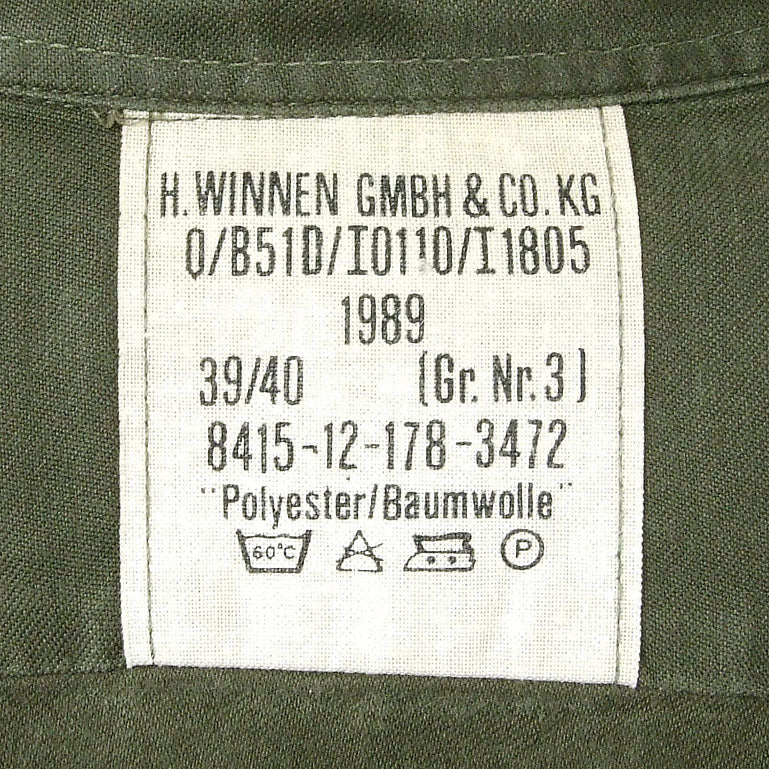 H.WINNEN GMBH & CO. KG
0/B51D/I0110/I1805
1989
39/40 (Gr. Nr. 3)
8415-12-178-3472
"Polyester/Baumwolle"
60°C P